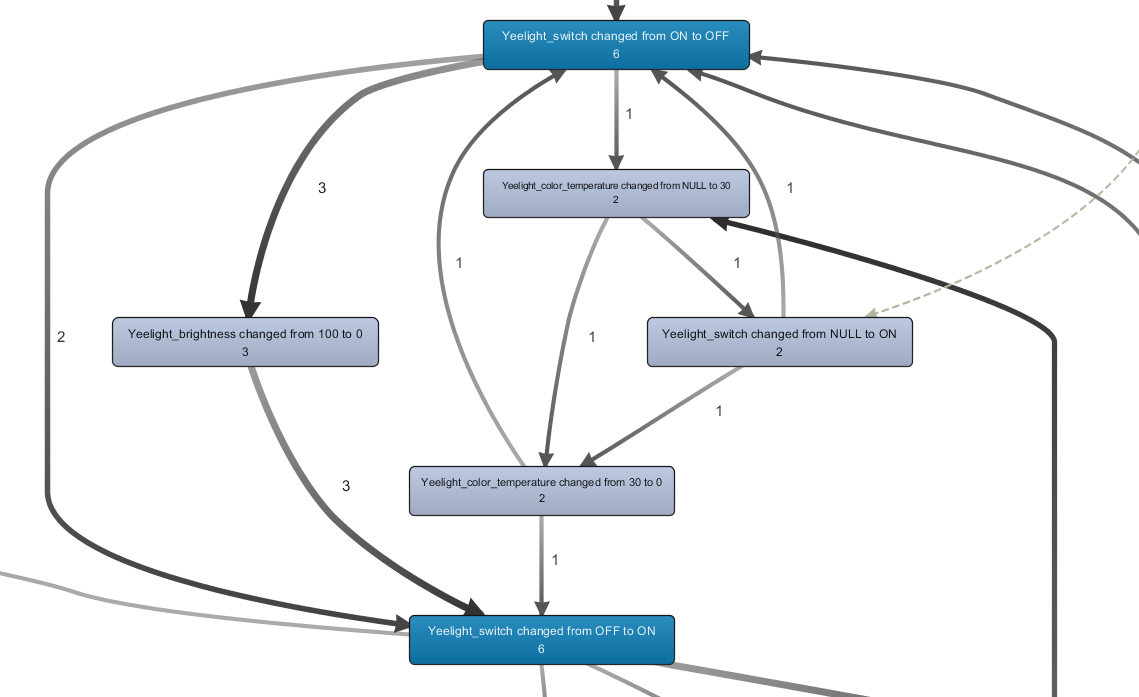 Yeelight_switch changed from ON to OFF
6
1
Yeelight_color_temperature changed from NULL to 30
2
3
1
1
1
2
Yeelight_brightness changed from 100 to 0
3
1
Yeelight_switch changed from NULL to ON
2
1
Yeelight_color_temperature changed from 30 to 0
2
3
1
Yeelight_switch changed from OFF to ON
6